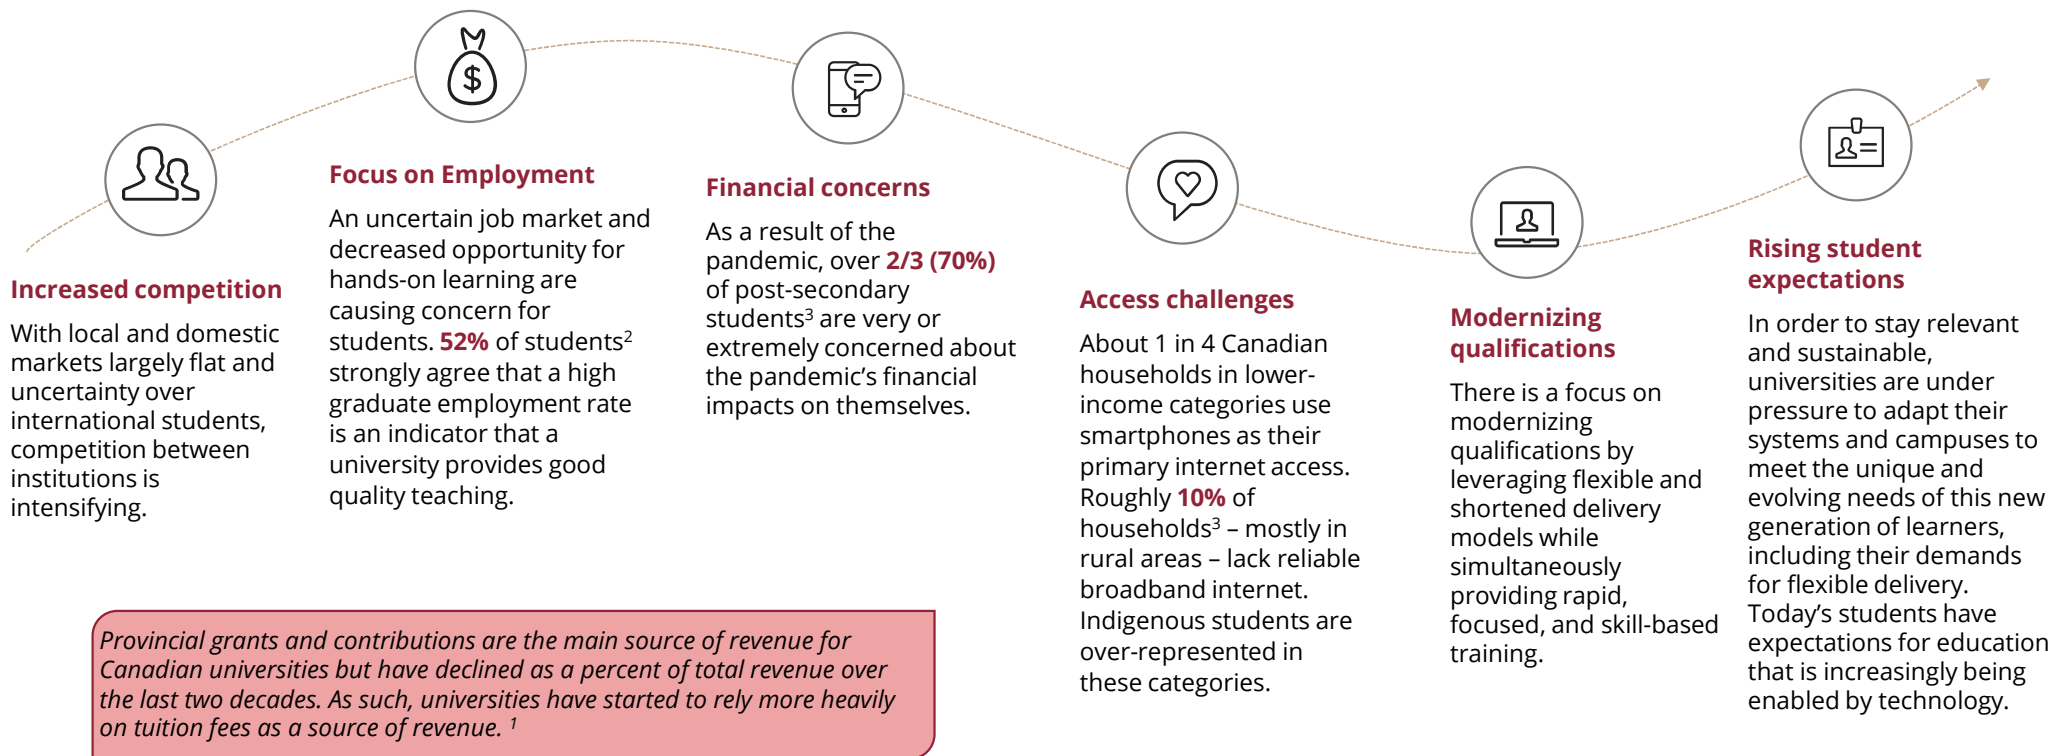 Increased competition
With local and domestic
markets largely flat and
uncertainty over
international students,
competition between
institutions is
intensifying.
Focus on Employment
An uncertain job market and
decreased opportunity for
hands-on learning are
causing concern for
students. 52% of students²
strongly agree that a high
graduate employment rate
is an indicator that a
university provides good
quality teaching.
Financial concerns
As a result of the
pandemic, over 2/3 (70%)
of post-secondary
students³ are very or
extremely concerned about
the pandemic’s financial
impacts on themselves.
Access challenges
About 1 in 4 Canadian
households in lower-
income categories use
smartphones as their
primary internet access.
Roughly 10% of
households³ – mostly in
rural areas – lack reliable
broadband internet.
Indigenous students are
over-represented in
these categories.
Modernizing
qualifications
There is a focus on
modernizing
qualifications by
leveraging flexible and
shortened delivery
models while
simultaneously
providing rapid,
focused, and skill-based
training.
Rising student
expectations
In order to stay relevant
and sustainable,
universities are under
pressure to adapt their
systems and campuses to
meet the unique and
evolving needs of this new
generation of learners,
including their demands
for flexible delivery.
Today’s students have
expectations for education
that is increasingly being
enabled by technology.
Provincial grants and contributions are the main source of revenue for
Canadian universities but have declined as a percent of total revenue over
the last two decades. As such, universities have started to rely more heavily
on tuition fees as a source of revenue. ¹
$